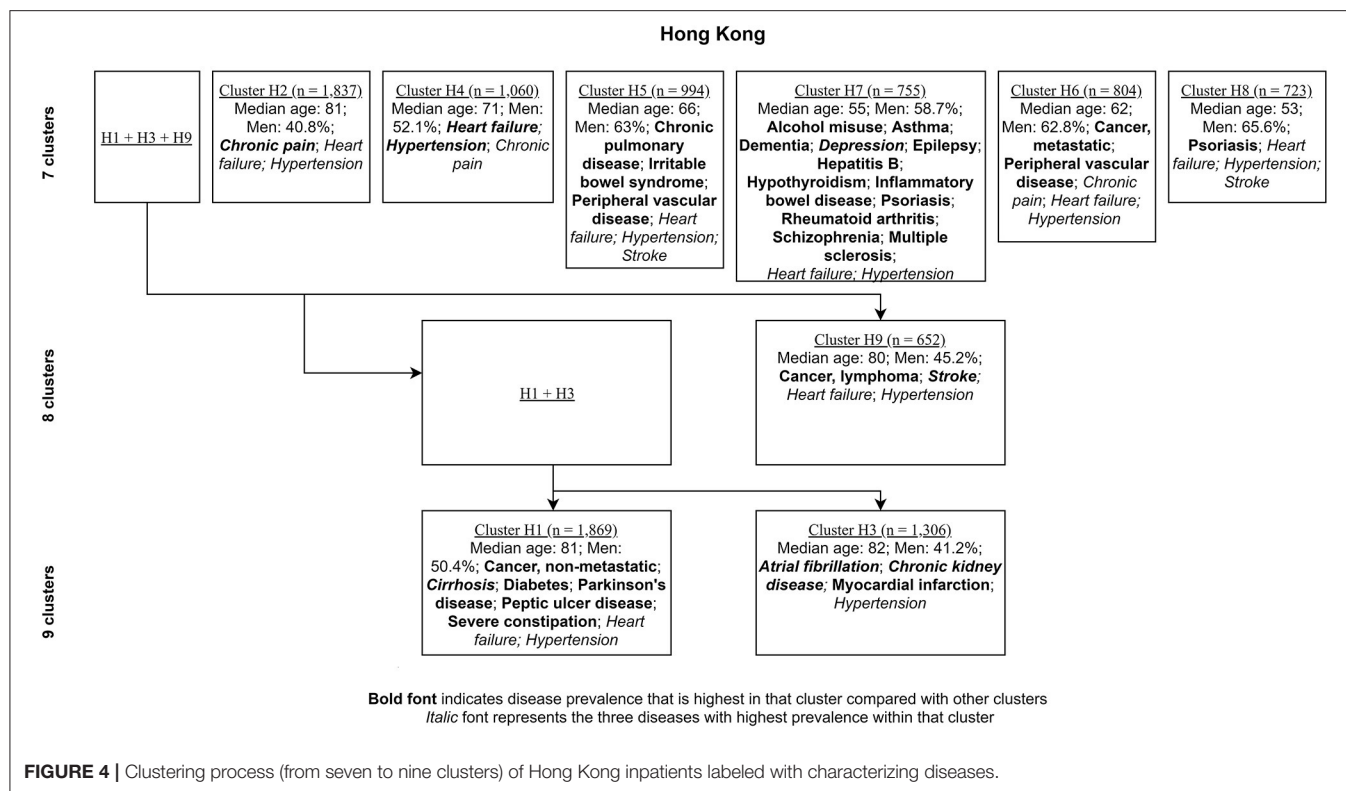 Hong Kong
7 clusters
H1 + H3 + H9
Cluster H2 (n = 1,837)
Median age: 81;
Men: 40.8%;
Chronic pain; Heart
failure; Hypertension
Cluster H4 (n = 1,060)
Median age: 71; Men:
52.1%; Heart failure;
Hypertension; Chronic
pain
Cluster H5 (n = 994)
Median age: 66;
Men: 63%; Chronic
pulmonary
disease; Irritable
bowel syndrome;
Peripheral vascular
disease; Heart
failure; Hypertension;
Stroke
Cluster H7 (n = 755)
Median age: 55; Men: 58.7%;
Alcohol misuse; Asthma;
Dementia; Depression; Epilepsy;
Hepatitis B;
Hypothyroidism; Inflammatory
bowel disease; Psoriasis;
Rheumatoid arthritis;
Schizophrenia; Multiple
sclerosis;
Heart failure; Hypertension
Cluster H6 (n = 804)
Median age: 62;
Men: 62.8%; Cancer,
metastatic;
Peripheral vascular
disease; Chronic
pain; Heart failure;
Hypertension
Cluster H8 (n = 723)
Median age: 53;
Men: 65.6%;
Psoriasis; Heart
failure; Hypertension;
Stroke
8 clusters
H1 + H3
Cluster H9 (n = 652)
Median age: 80; Men: 45.2%;
Cancer, lymphoma; Stroke;
Heart failure; Hypertension
9 clusters
Cluster H1 (n = 1,869)
Median age: 81; Men:
50.4%; Cancer, non-metastatic;
Cirrhosis; Diabetes; Parkinson's
disease; Peptic ulcer disease;
Severe constipation; Heart
failure; Hypertension
Cluster H3 (n = 1,306)
Median age: 82; Men: 41.2%;
Atrial fibrillation; Chronic kidney
disease; Myocardial infarction;
Hypertension
Bold font indicates disease prevalence that is highest in that cluster compared with other clusters
Italic font represents the three diseases with highest prevalence within that cluster
FIGURE 4 | Clustering process (from seven to nine clusters) of Hong Kong inpatients labeled with characterizing diseases.